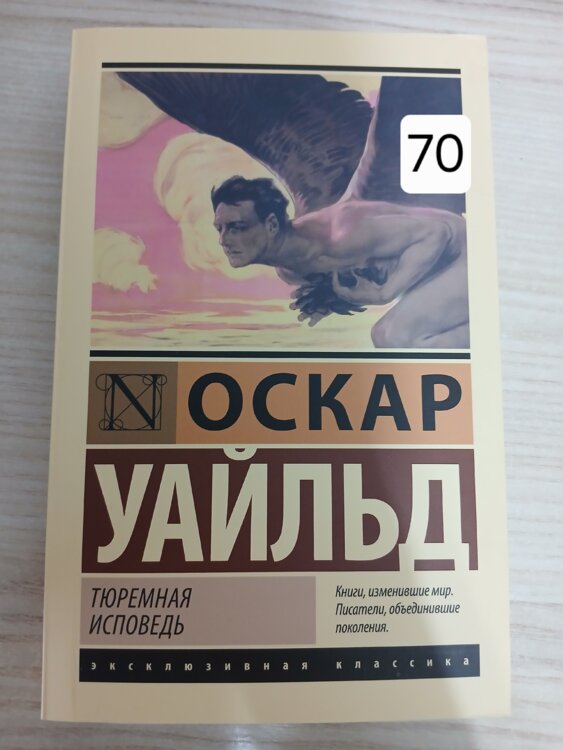 70
N ОСКАР
УАЙЛЬД
ТЮРЕМНАЯ
ИСПОВЕДЬ
Книги, изменившие мир.
Писатели, объединившие
поколения.
эксклюзивная классика